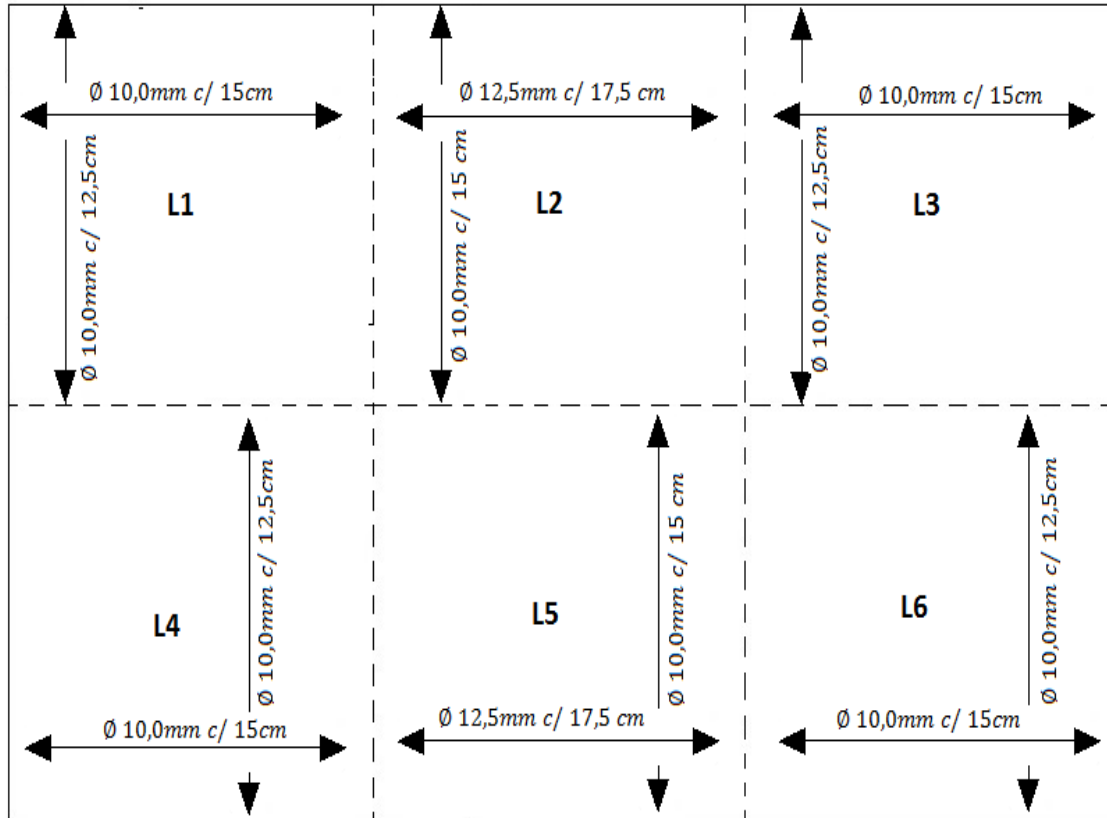 Ø 10,0mm c/ 15cm
Ø 12,5mm c/ 17,5 cm
Ø 10,0mm c/ 15cm
Ø 10,0mm c/ 12,5cm
L1
Ø 10,0mm c/ 15 cm
L2
Ø 10,0mm c/ 12,5cm
L3
Ø 10,0mm c/ 12,5cm
Ø 10,0mm c/ 15 cm
Ø 10,0mm c/ 12,5cm
L4
L5
L6
Ø 10,0mm c/ 15cm
Ø 12,5mm c/ 17,5 cm
Ø 10,0mm c/ 15cm